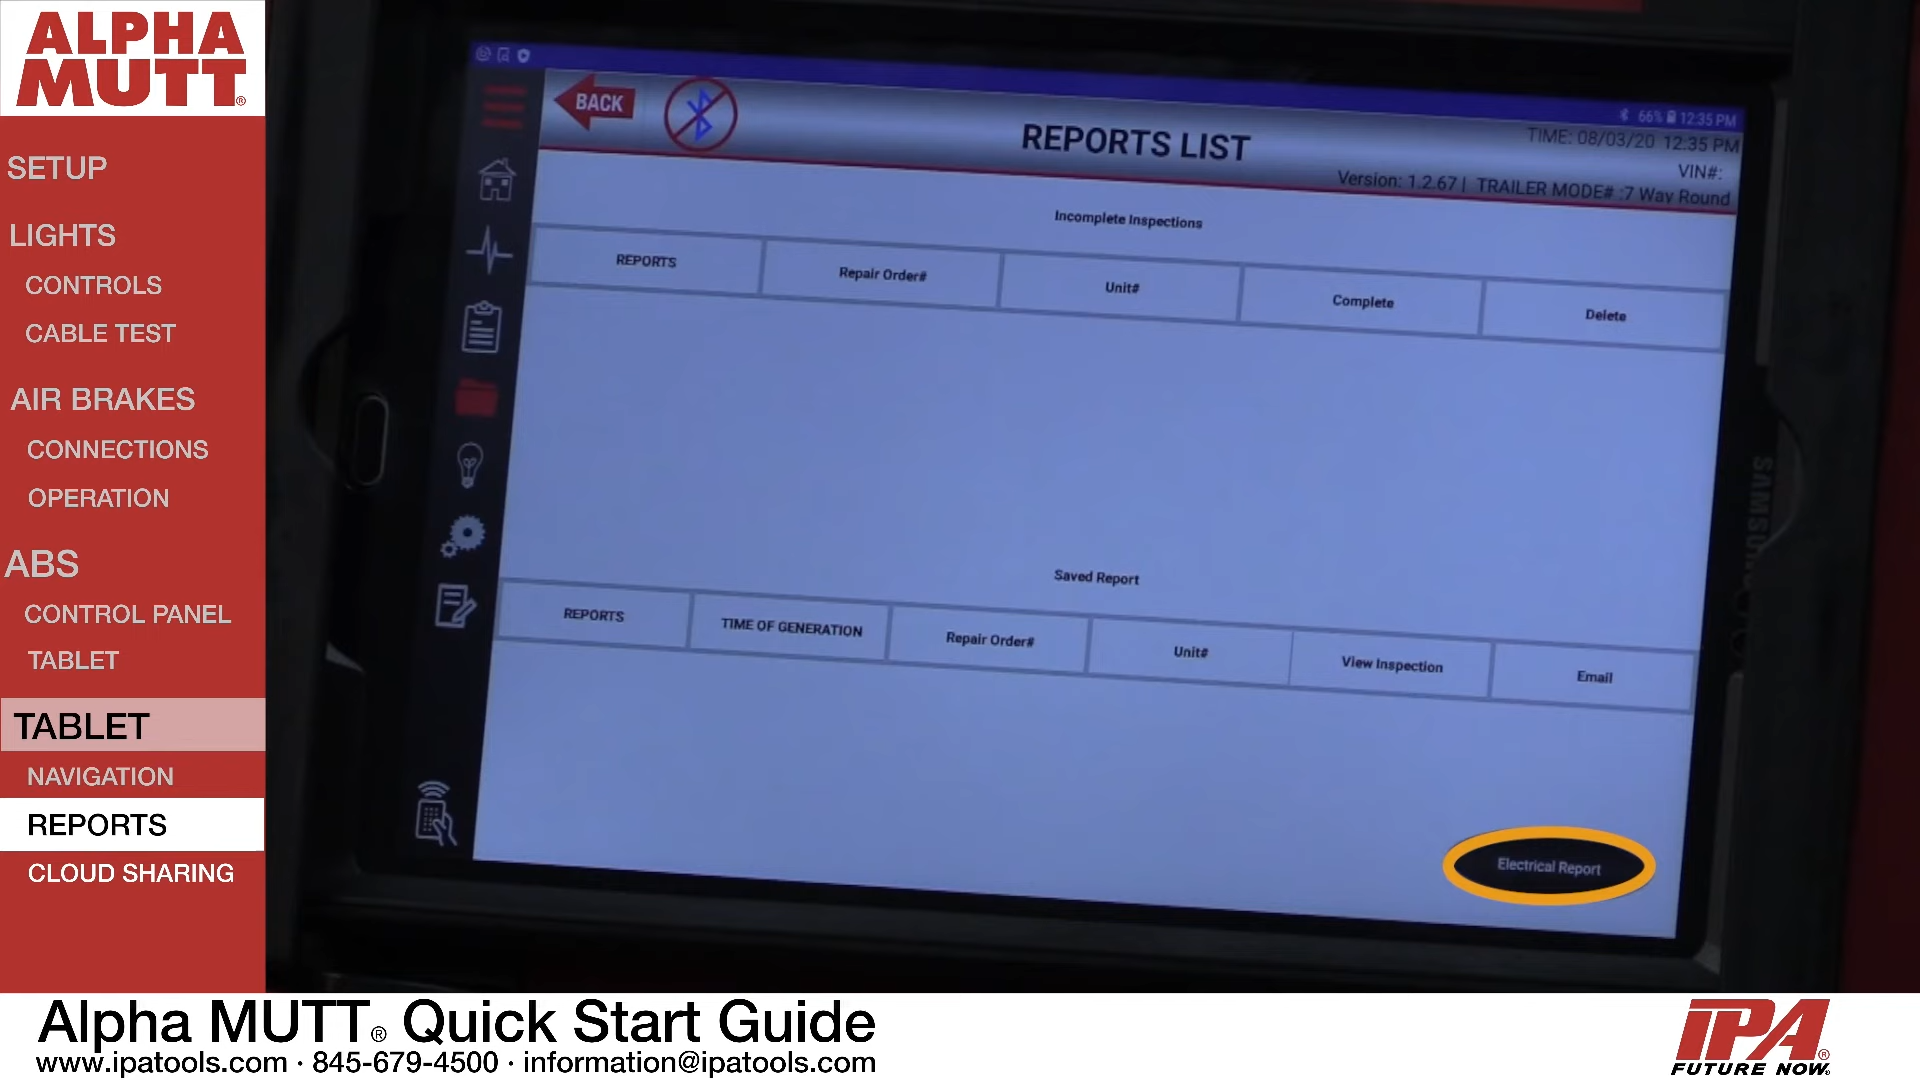 ALPHA
MUTT®
SETUP
LIGHTS
CONTROLS
CABLE TEST
AIR BRAKES
CONNECTIONS
OPERATION
ABS
CONTROL PANEL
TABLET
TABLET
NAVIGATION
REPORTS
CLOUD SHARING
66% 12:35 PM
BACK
REPORTS LIST
TIME: 08/03/20 12:35 PM
VIN#:
Version: 1.2.67 | TRAILER MODE# :7 Way Round
Incomplete Inspections
REPORTS Repair Order# Unit# Complete Delete
Saved Report
REPORTS TIME OF GENERATION Repair Order# Unit# View Inspection Email
Electrical Report
SAMSUNG
Alpha MUTT® Quick Start Guide
www.ipatools.com · 845-679-4500 · information@ipatools.com
IPA®
FUTURE NOW.